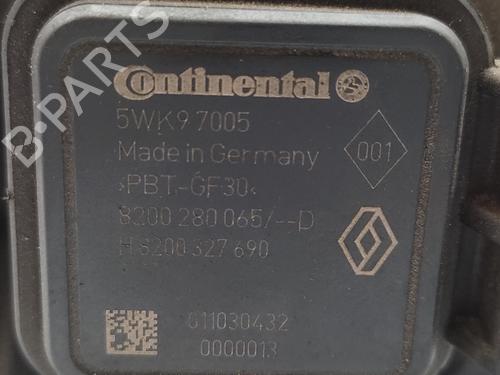 B-PARTS
Continental
5WK9 7005
Made in Germany
001
>PBT-GF30<
8200 280 065/--D
H 8200 327 690
611030432
0000013